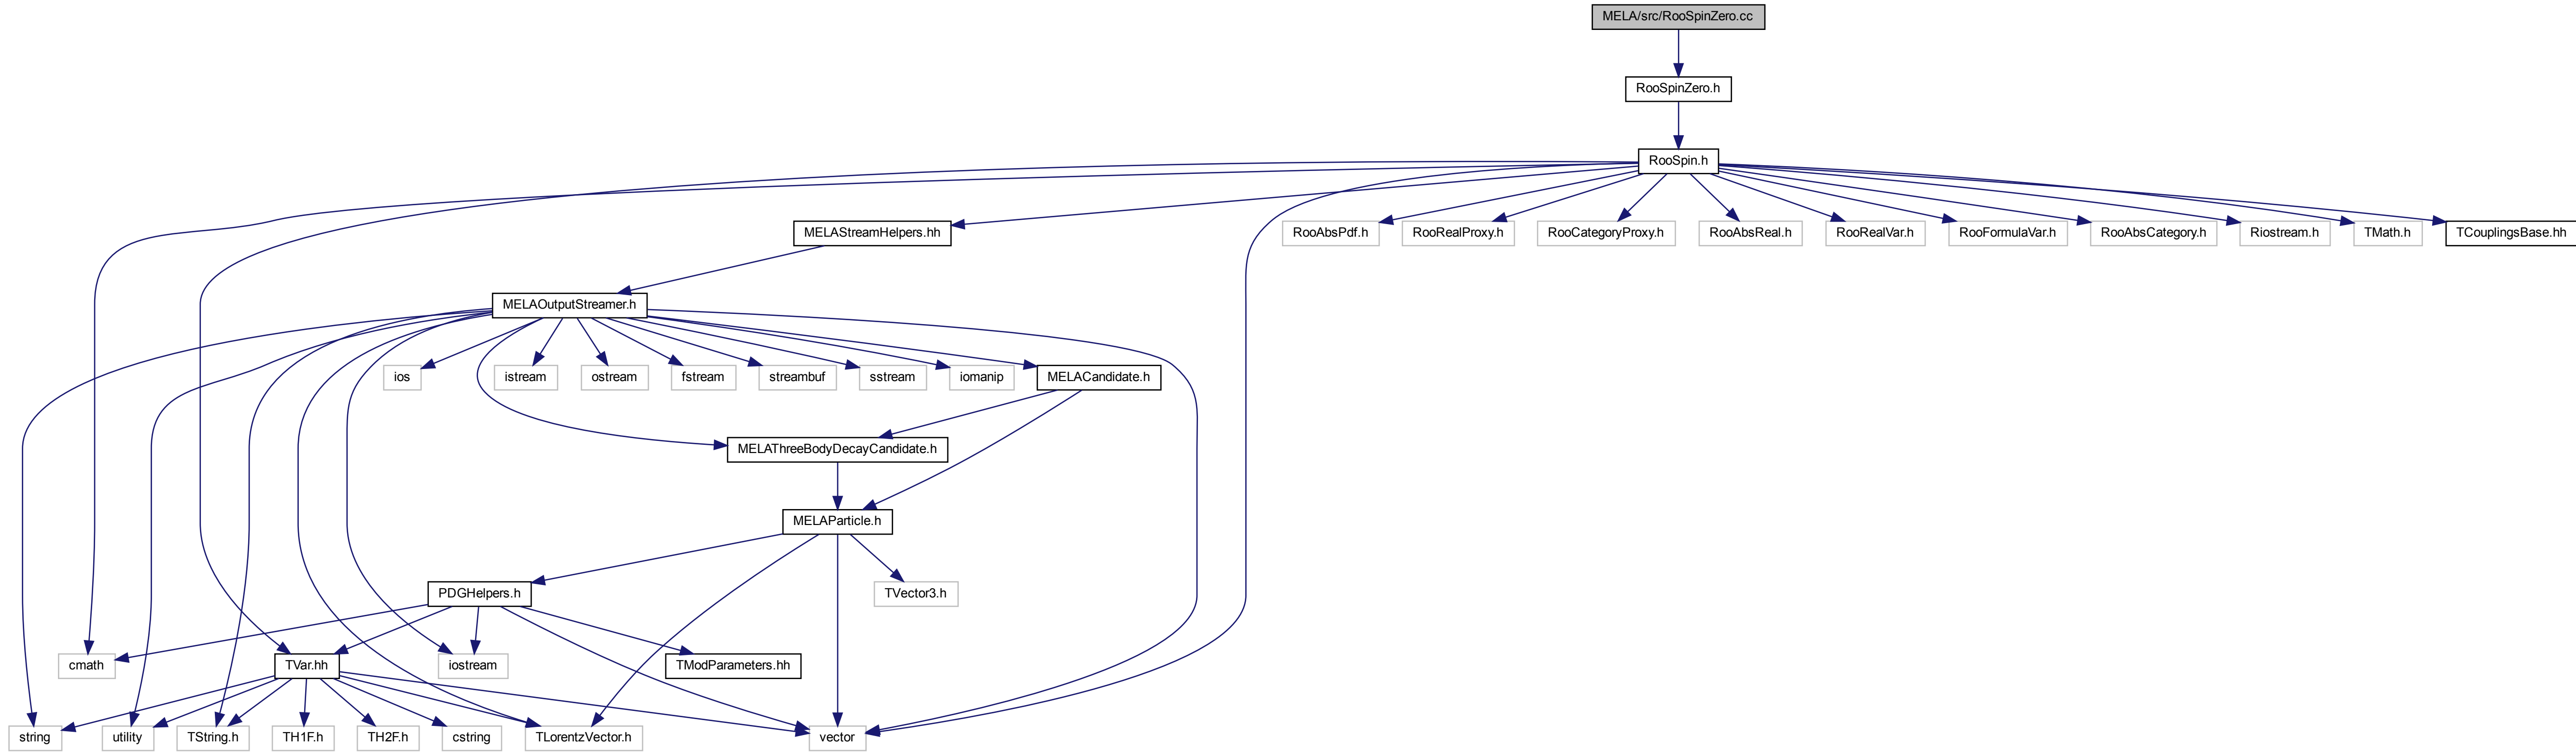 MELA/src/RooSpinZero.cc
RooSpinZero.h
RooSpin.h
MELAStreamHelpers.hh
RooAbsPdf.h
RooRealProxy.h
RooCategoryProxy.h
RooAbsReal.h
RooRealVar.h
RooFormulaVar.h
RooAbsCategory.h
Riostream.h
TMath.h
TCouplingsBase.hh
MELAOutputStreamer.h
ios
istream
ostream
fstream
streambuf
sstream
iomanip
MELACandidate.h
MELAThreeBodyDecayCandidate.h
MELAParticle.h
PDGHelpers.h
TVector3.h
cmath
TVar.hh
iostream
TModParameters.hh
string
utility
TString.h
TH1F.h
TH2F.h
cstring
TLorentzVector.h
vector